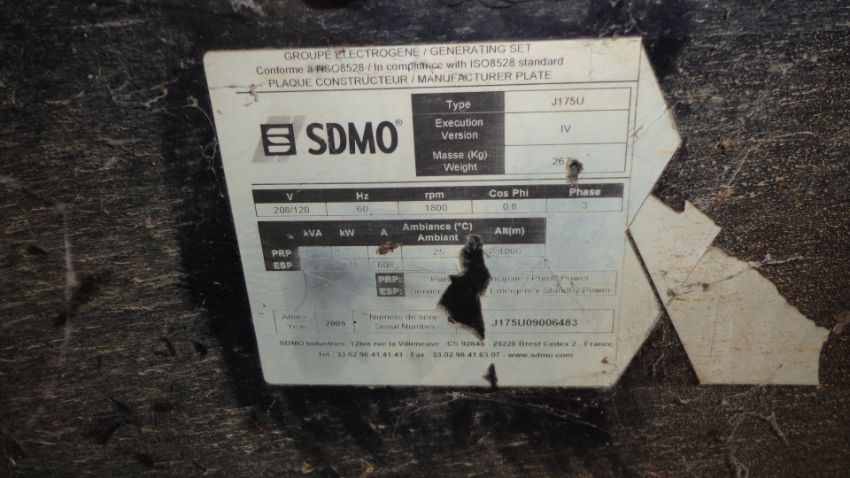 GROUPE ELECTROGENE / GENERATING SET
Conforme à l'ISO8528 / In compliance with ISO8528 standard
PLAQUE CONSTRUCTEUR / MANUFACTURER PLATE
SDMO®
Type J175U
Execution Version IV
Masse (Kg) Weight
V Hz rpm Cos Phi Phase
208/120 60 1800 0.8 3
kVA kW A Ambiance (°C) Ambiant Alt(m)
PRP 25 1000
ESP 175 608
PRP: / Prime Power
ESP: Emergency Standby Power
Année Year 2009 Numéro de série Serial Number J175U09006483
SDMO Industries, 12bis rue la Villeneuve - CS 92848 - 29228 Brest Cedex 2 - France
Tel : 33.02.98.41.41.41 - Fax : 33.02.98.41.63.07 - www.sdmo.com